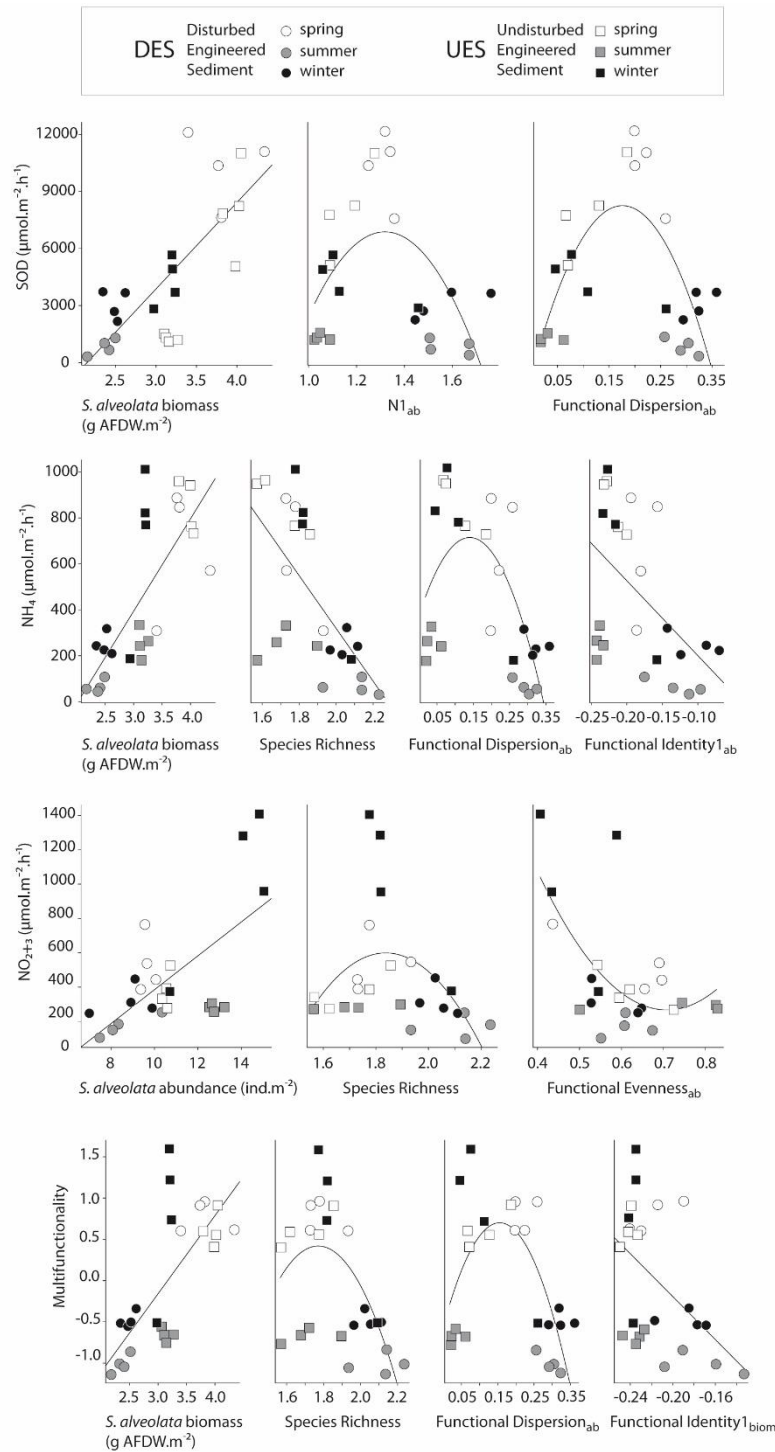 DES
Disturbed
Engineered
Sediment
spring
summer
winter
UES
Undisturbed
Engineered
Sediment
spring
summer
winter
SOD (µmol.m⁻².h⁻¹)
12000
9000
6000
3000
0
2.5 3.0 3.5 4.0
S. alveolata biomass
(g AFDW.m⁻²)
1.0 1.2 1.4 1.6
N1ab
0.05 0.15 0.25 0.35
Functional Dispersionab
NH₄ (µmol.m⁻².h⁻¹)
1000
800
600
400
200
0
2.5 3.0 3.5 4.0
S. alveolata biomass
(g AFDW.m⁻²)
1.6 1.8 2.0 2.2
Species Richness
0.05 0.15 0.25 0.35
Functional Dispersionab
-0.25 -0.20 -0.15 -0.10
Functional Identity1ab
NO₂₊₃ (µmol.m⁻².h⁻¹)
1400
1200
1000
800
600
400
200
0
8 10 12 14
S. alveolata abundance (ind.m⁻²)
1.6 1.8 2.0 2.2
Species Richness
0.4 0.5 0.6 0.7 0.8
Functional Evennessab
Multifunctionality
1.5
1.0
0.5
0.0
-0.5
-1.0
2.5 3.0 3.5 4.0
S. alveolata biomass
(g AFDW.m⁻²)
1.6 1.8 2.0 2.2
Species Richness
0.05 0.15 0.25 0.35
Functional Dispersionab
-0.24 -0.20 -0.16
Functional Identity1biom